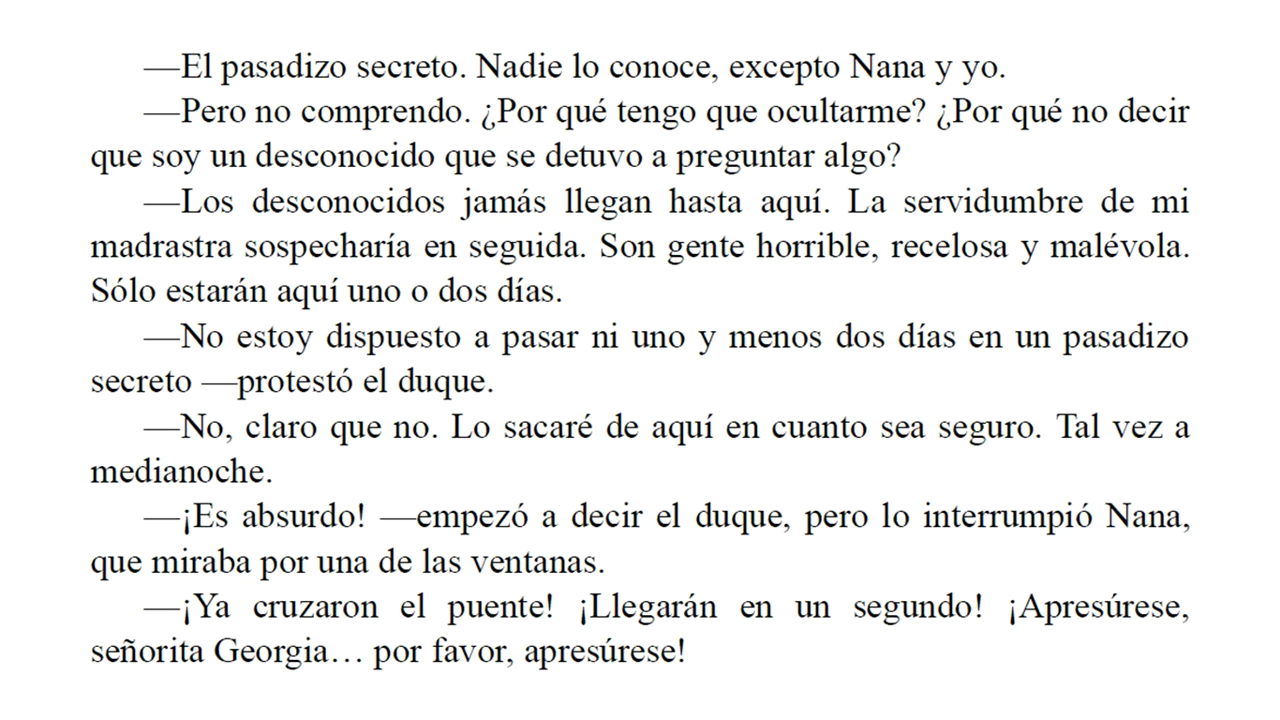 —El pasadizo secreto. Nadie lo conoce, excepto Nana y yo.
—Pero no comprendo. ¿Por qué tengo que ocultarme? ¿Por qué no decir
que soy un desconocido que se detuvo a preguntar algo?
—Los desconocidos jamás llegan hasta aquí. La servidumbre de mi
madrastra sospecharía en seguida. Son gente horrible, recelosa y malévola.
Sólo estarán aquí uno o dos días.
—No estoy dispuesto a pasar ni uno y menos dos días en un pasadizo
secreto —protestó el duque.
—No, claro que no. Lo sacaré de aquí en cuanto sea seguro. Tal vez a
medianoche.
—¡Es absurdo! —empezó a decir el duque, pero lo interrumpió Nana,
que miraba por una de las ventanas.
—¡Ya cruzaron el puente! ¡Llegarán en un segundo! ¡Apresúrese,
señorita Georgia… por favor, apresúrese!